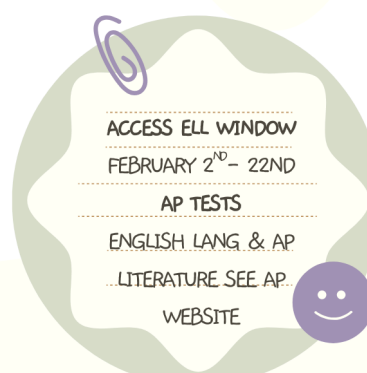 ACCESS ELL WINDOW
FEBRUARY 2ND- 22ND
AP TESTS
ENGLISH LANG & AP
LITERATURE SEE AP
WEBSITE